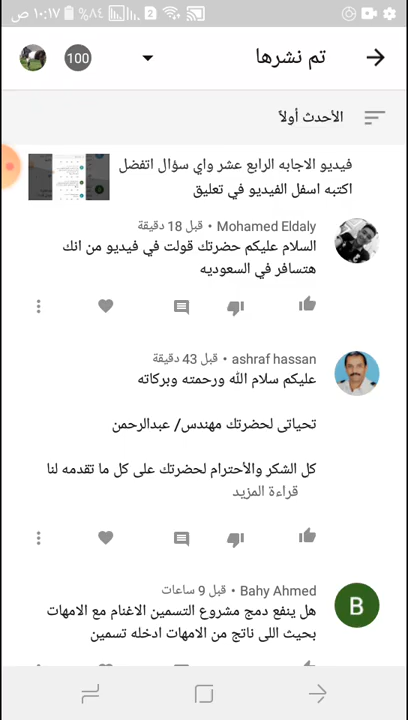 ١٠:١٧ ص
٨٤%
2
تم نشرها
100
الأحدث أولاً
فيديو الاجابه الرابع عشر واي سؤال اتفضل
اكتبه اسفل الفيديو في تعليق
Mohamed Eldaly • قبل 18 دقيقة
السلام عليكم حضرتك قولت في فيديو من انك
هتسافر في السعوديه
ashraf hassan • قبل 43 دقيقة
عليكم سلام الله ورحمته وبركاته
تحياتى لحضرتك مهندس/ عبدالرحمن
كل الشكر والأحترام لحضرتك على كل ما تقدمه لنا
قراءة المزيد
Bahy Ahmed • قبل 9 ساعات
B
هل ينفع دمج مشروع التسمين الاغنام مع الامهات
بحيث اللى ناتج من الامهات ادخله تسمين